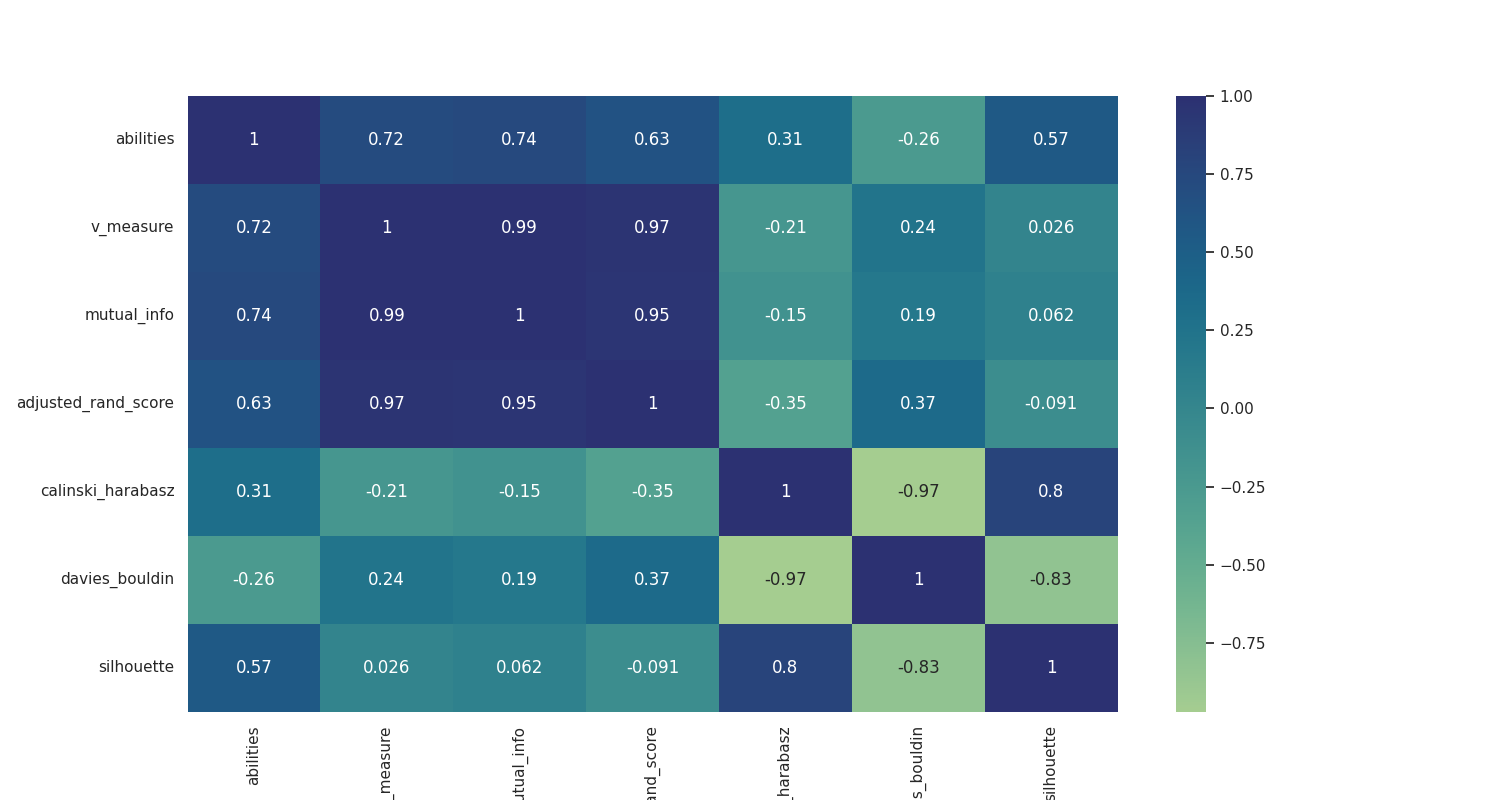 abilities 1 0.72 0.74 0.63 0.31 -0.26 0.57
v_measure 0.72 1 0.99 0.97 -0.21 0.24 0.026
mutual_info 0.74 0.99 1 0.95 -0.15 0.19 0.062
adjusted_rand_score 0.63 0.97 0.95 1 -0.35 0.37 -0.091
calinski_harabasz 0.31 -0.21 -0.15 -0.35 1 -0.97 0.8
davies_bouldin -0.26 0.24 0.19 0.37 -0.97 1 -0.83
silhouette 0.57 0.026 0.062 -0.091 0.8 -0.83 1
abilities
_measure
utual_info
and_score
_harabasz
s_bouldin
silhouette
1.00
0.75
0.50
0.25
0.00
−0.25
−0.50
−0.75